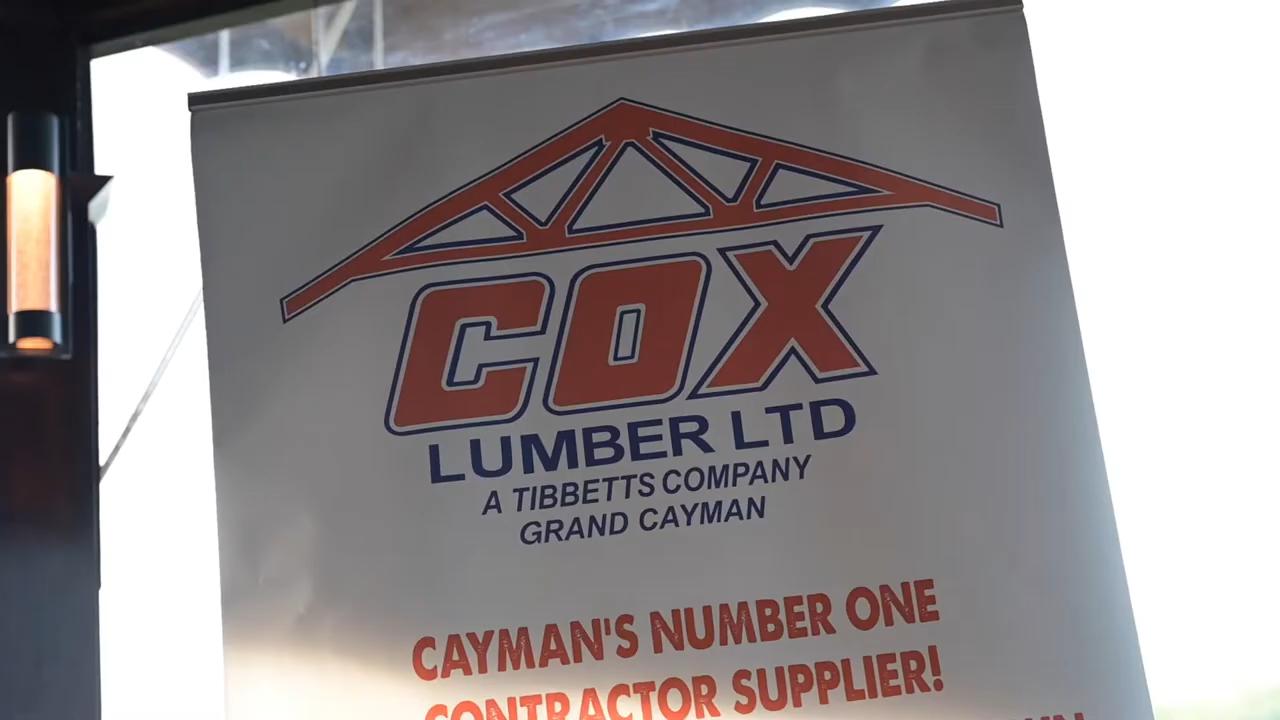 COX
LUMBER LTD
A TIBBETTS COMPANY
GRAND CAYMAN
CAYMAN'S NUMBER ONE
CONTRACTOR SUPPLIER!